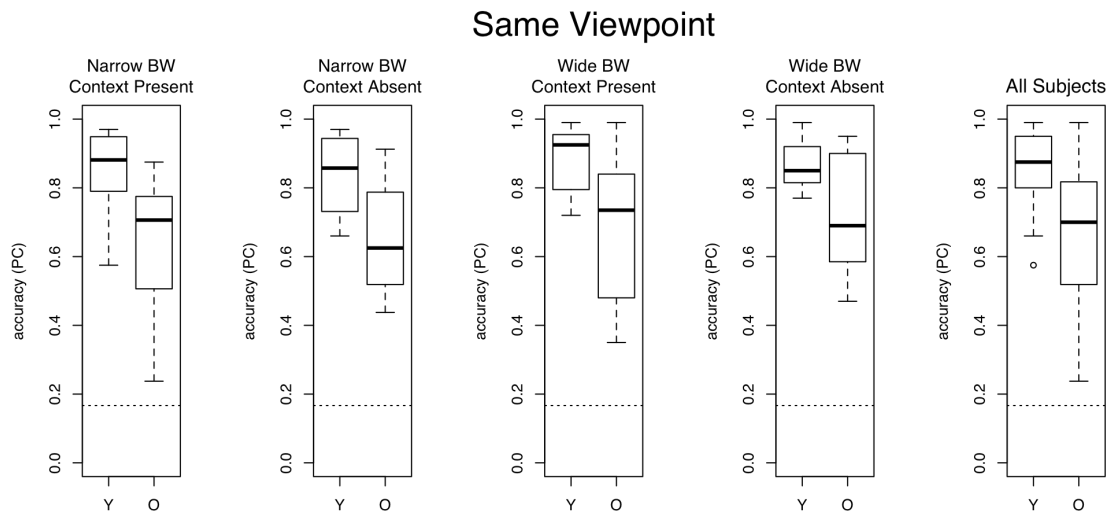 Same Viewpoint
Narrow BW
Context Present
Narrow BW
Context Absent
Wide BW
Context Present
Wide BW
Context Absent
All Subjects
accuracy (PC)
1.0
0.8
0.6
0.4
0.2
0.0
Y O
accuracy (PC)
1.0
0.8
0.6
0.4
0.2
0.0
Y O
accuracy (PC)
1.0
0.8
0.6
0.4
0.2
0.0
Y O
accuracy (PC)
1.0
0.8
0.6
0.4
0.2
0.0
Y O
accuracy (PC)
1.0
0.8
0.6
0.4
0.2
0.0
Y O